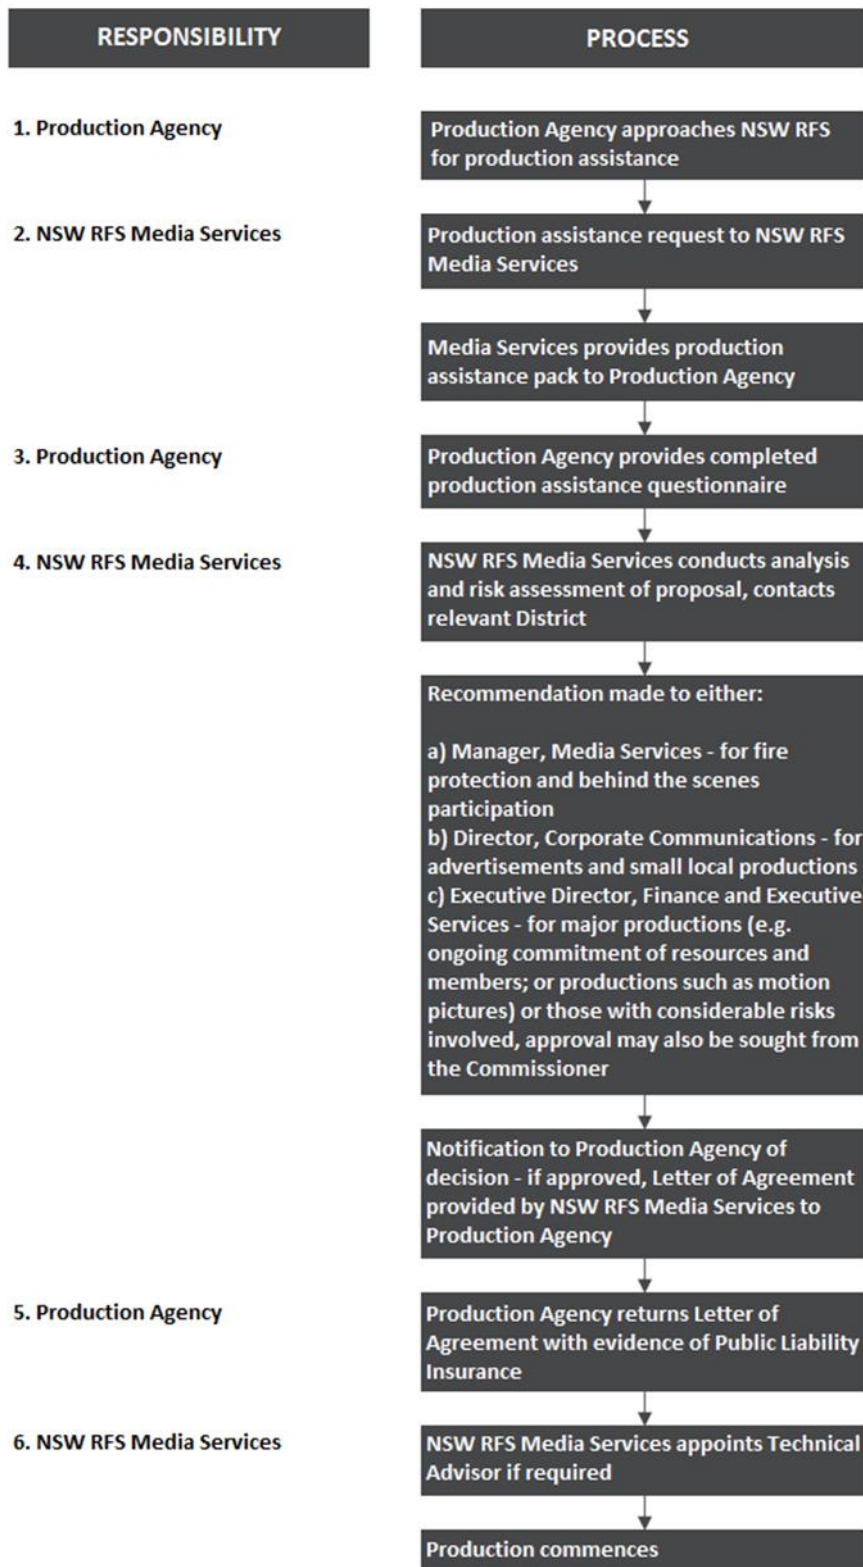 RESPONSIBILITY
PROCESS
1. Production Agency
Production Agency approaches NSW RFS
for production assistance
2. NSW RFS Media Services
Production assistance request to NSW RFS
Media Services
Media Services provides production
assistance pack to Production Agency
3. Production Agency
Production Agency provides completed
production assistance questionnaire
4. NSW RFS Media Services
NSW RFS Media Services conducts analysis
and risk assessment of proposal, contacts
relevant District
Recommendation made to either:
a) Manager, Media Services - for fire
protection and behind the scenes
participation
b) Director, Corporate Communications - for
advertisements and small local productions
c) Executive Director, Finance and Executive
Services - for major productions (e.g.
ongoing commitment of resources and
members; or productions such as motion
pictures) or those with considerable risks
involved, approval may also be sought from
the Commissioner
Notification to Production Agency of
decision - if approved, Letter of Agreement
provided by NSW RFS Media Services to
Production Agency
5. Production Agency
Production Agency returns Letter of
Agreement with evidence of Public Liability
Insurance
6. NSW RFS Media Services
NSW RFS Media Services appoints Technical
Advisor if required
Production commences